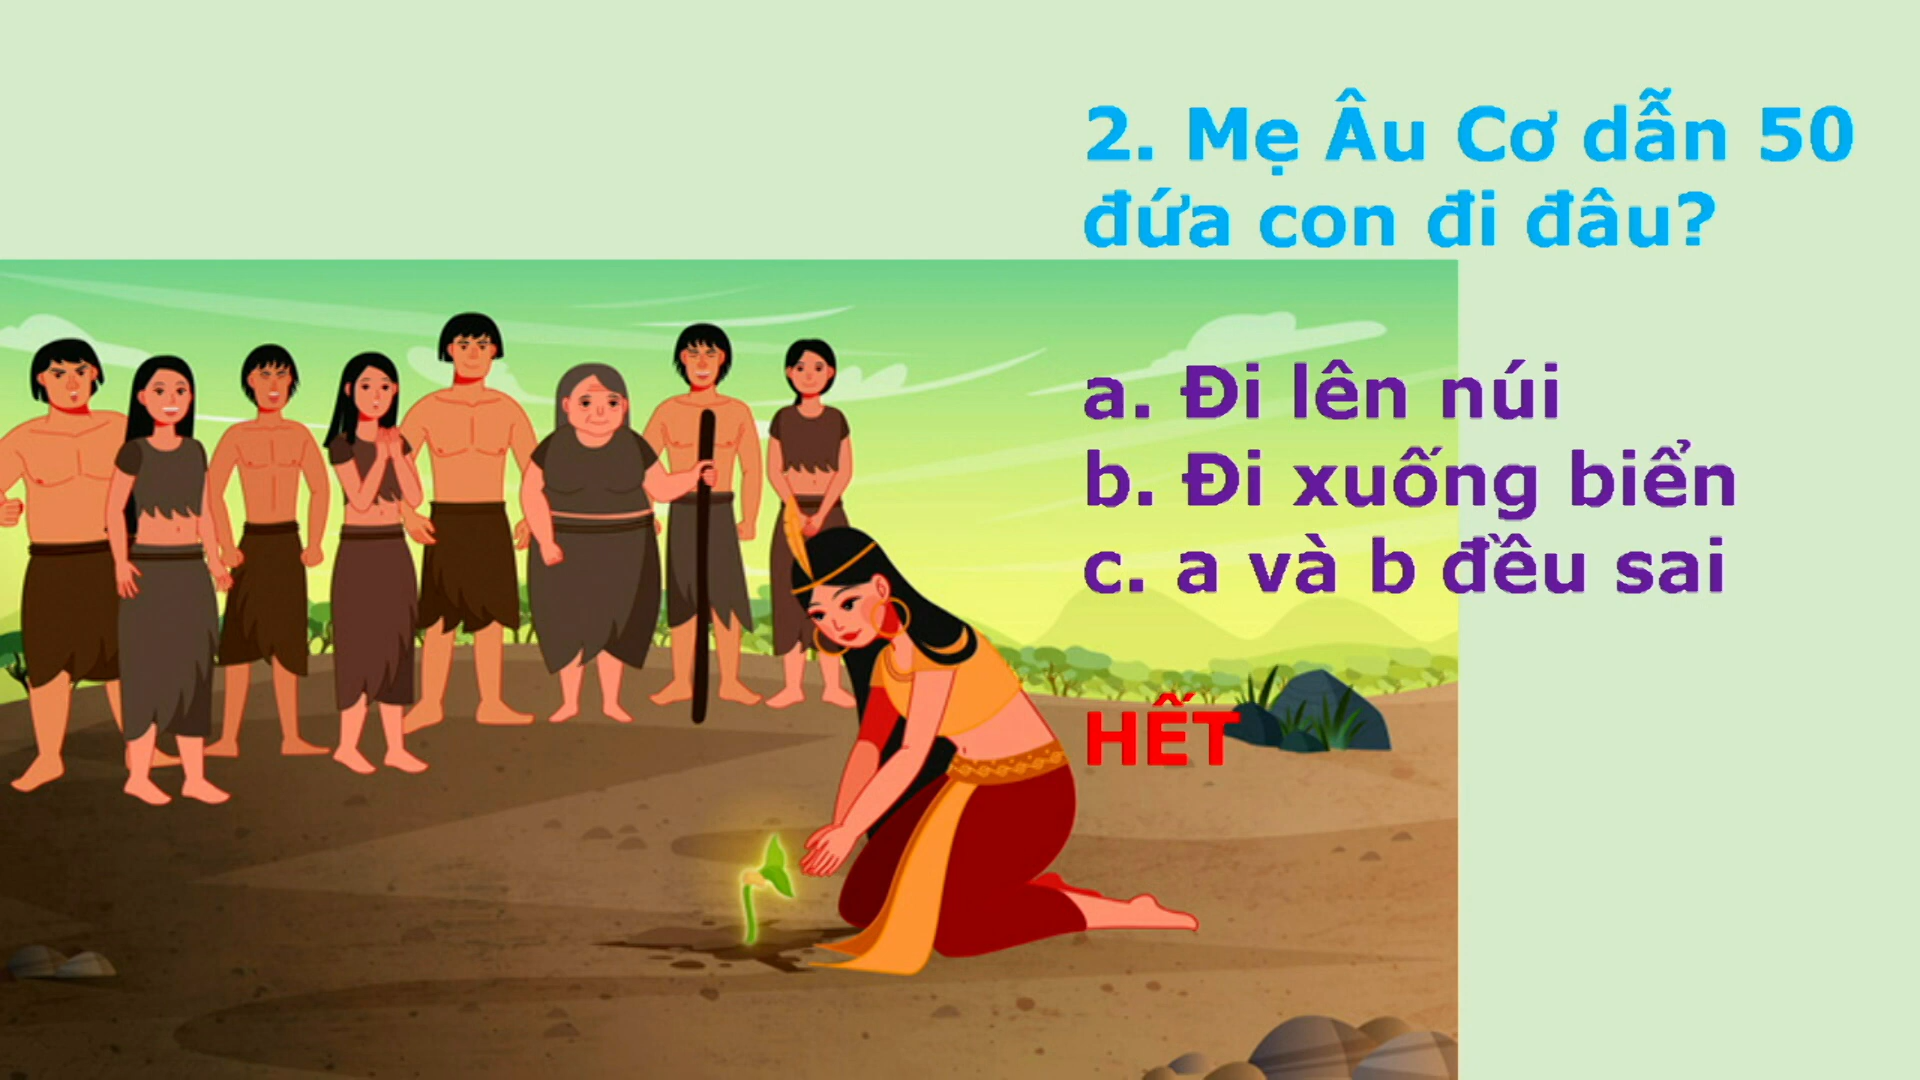 2. Mẹ Âu Cơ dẫn 50
đứa con đi đâu?
a. Đi lên núi
b. Đi xuống biển
c. a và b đều sai
HẾT